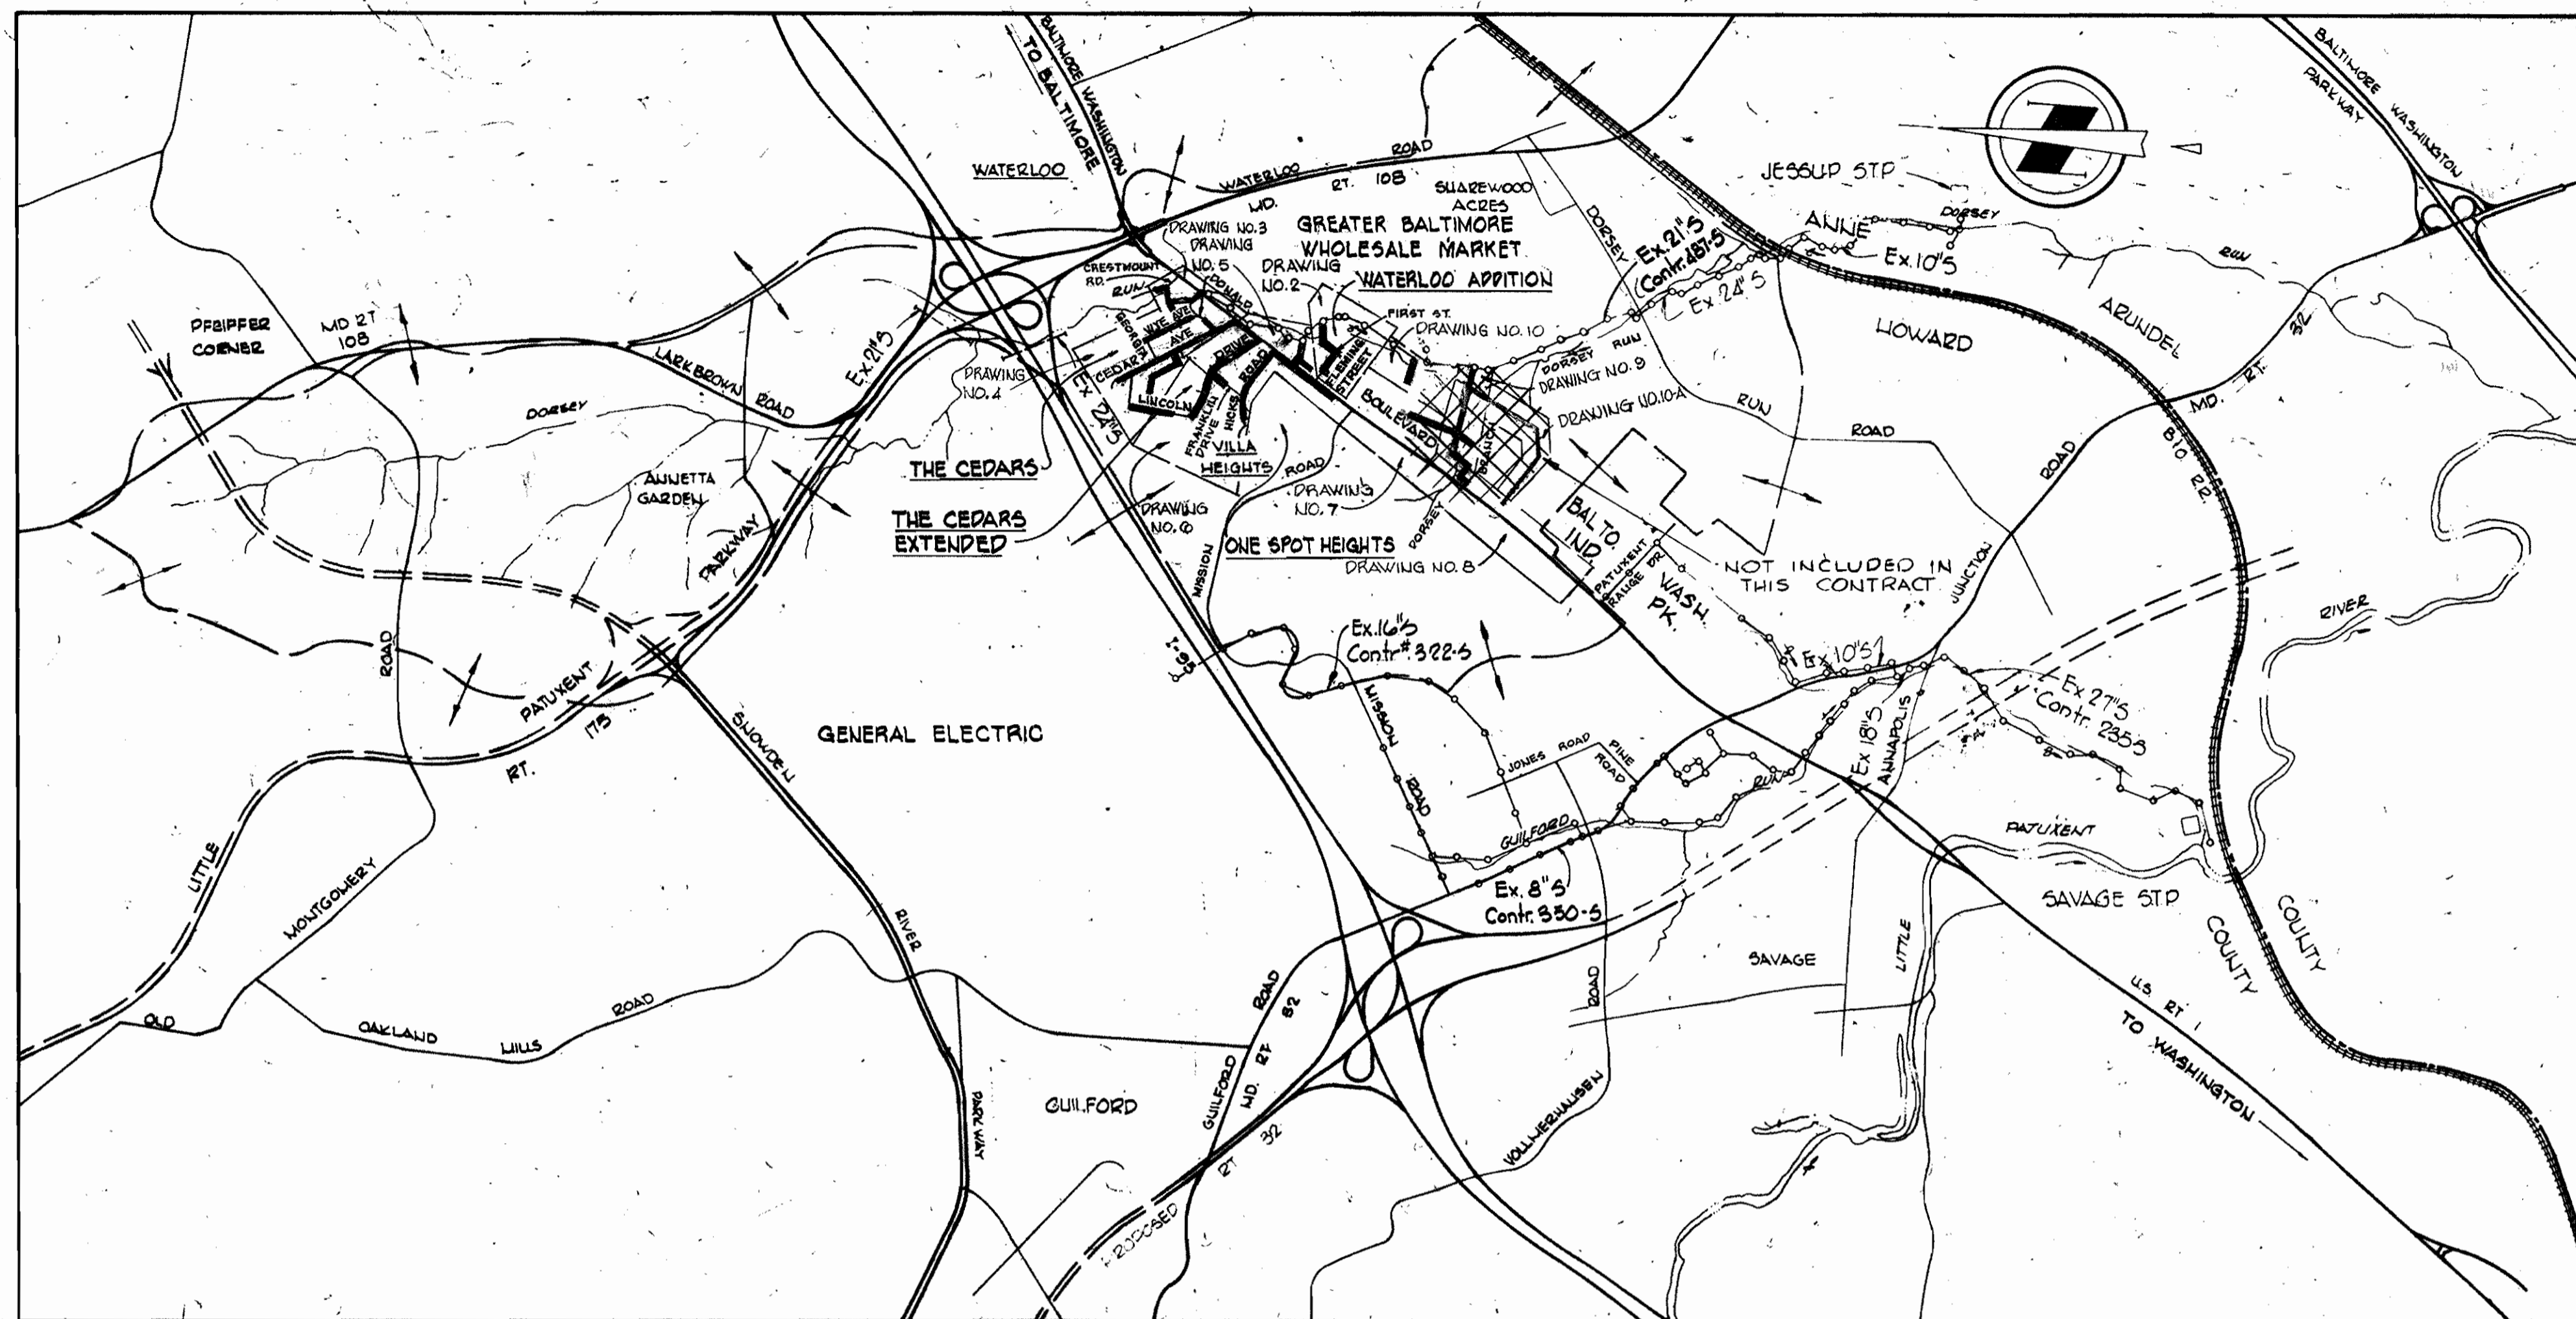 BALTIMORE WASHINGTON
TO BALTIMORE
BALTIMORE WASHINGTON
PARKWAY
WATERLOO
WATERLOO ROAD
MD. RT. 108
SHAREWOOD
ACRES
JESSUP S.T.P
GREATER BALTIMORE
WHOLESALE MARKET
DRAWING NO.3
DRAWING
NO.5
DRAWING
NO.2
WATERLOO ADDITION
DORSEY
Ex. 21"S
(Contr. 487-S
Ex 24"S
ANNE
DORSEY
RUN
Ex.10"S
ARUNDEL
HOWARD
MD. RT. 32
CRESTMOUNT
RD.
RUN
DONALD
GEORGIA
WYE AVE
CEDAR AVE
DRIVE
LINCOLN
FRANKLIN
DRIVE
HICKS ROAD
FIRST ST.
FLEMING
STREET
DRAWING NO. 10
DORSEY RUN
DRAWING NO. 9
DRAWING NO.10-A
RUN
ROAD
PFEIFFER
CORNER
MD RT
108
LARK BROWN ROAD
Ex.21"S
DRAWING
NO.4
Ex 24"S
BOULEVARD
BRANCH
DORSEY
DORSEY
ANNETTA
GARDEN
THE CEDARS
VILLA
HEIGHTS
ROAD
DRAWING
NO.7
DRAWING
NO.6
THE CEDARS
EXTENDED
ONE SPOT HEIGHTS
DRAWING NO. 8
BALTO.
IND.
WASH.
PK.
PATUXENT
RANGE DR.
NOT INCLUDED IN
THIS CONTRACT
ROAD
JUNCTION
ANNAPOLIS
B & O
R.R.
RIVER
PARKWAY
MISSION
I-95
Ex.16"S
Contr# 322-S
MISSION
ROAD
Ex 10"S
Ex 27"S
Contr. 235-S
Ex 18"S
ROAD
PATUXENT
RT. 175
SNOWDEN
RIVER
PARKWAY
GENERAL ELECTRIC
JONES ROAD
PINE
ROAD
RUN
GUILFORD
LITTLE
MONTGOMERY
OLD
OAKLAND
MILLS
ROAD
Ex. 8"S
Contr. 330-S
PATUXENT
LITTLE
SAVAGE S.T.P
SAVAGE
COUNTY
COUNTY
ROAD
VOLLMERHAUSEN
GUILFORD ROAD
MD. RT 32
RT 32
GUILFORD
PROPOSED
U.S. RT 1
TO WASHINGTON